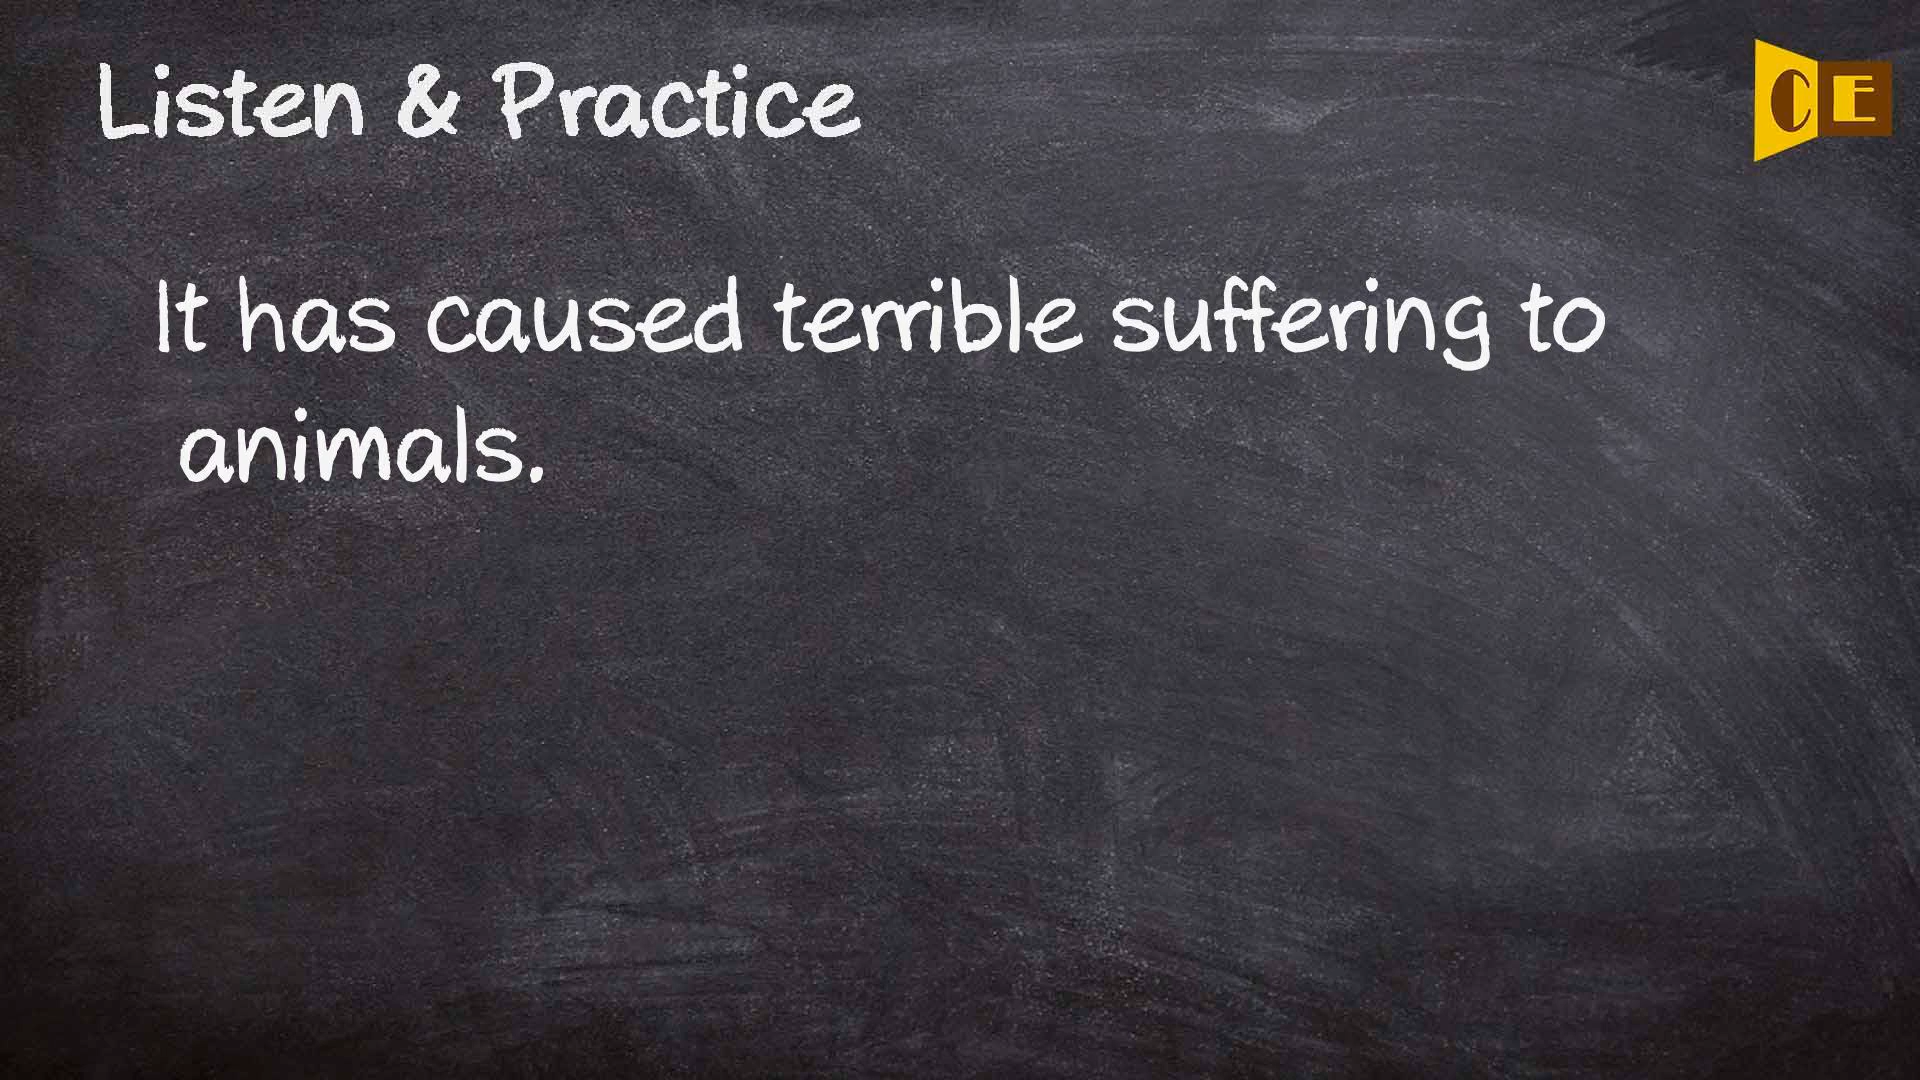 Listen & Practice
CE
It has caused terrible suffering to
animals.